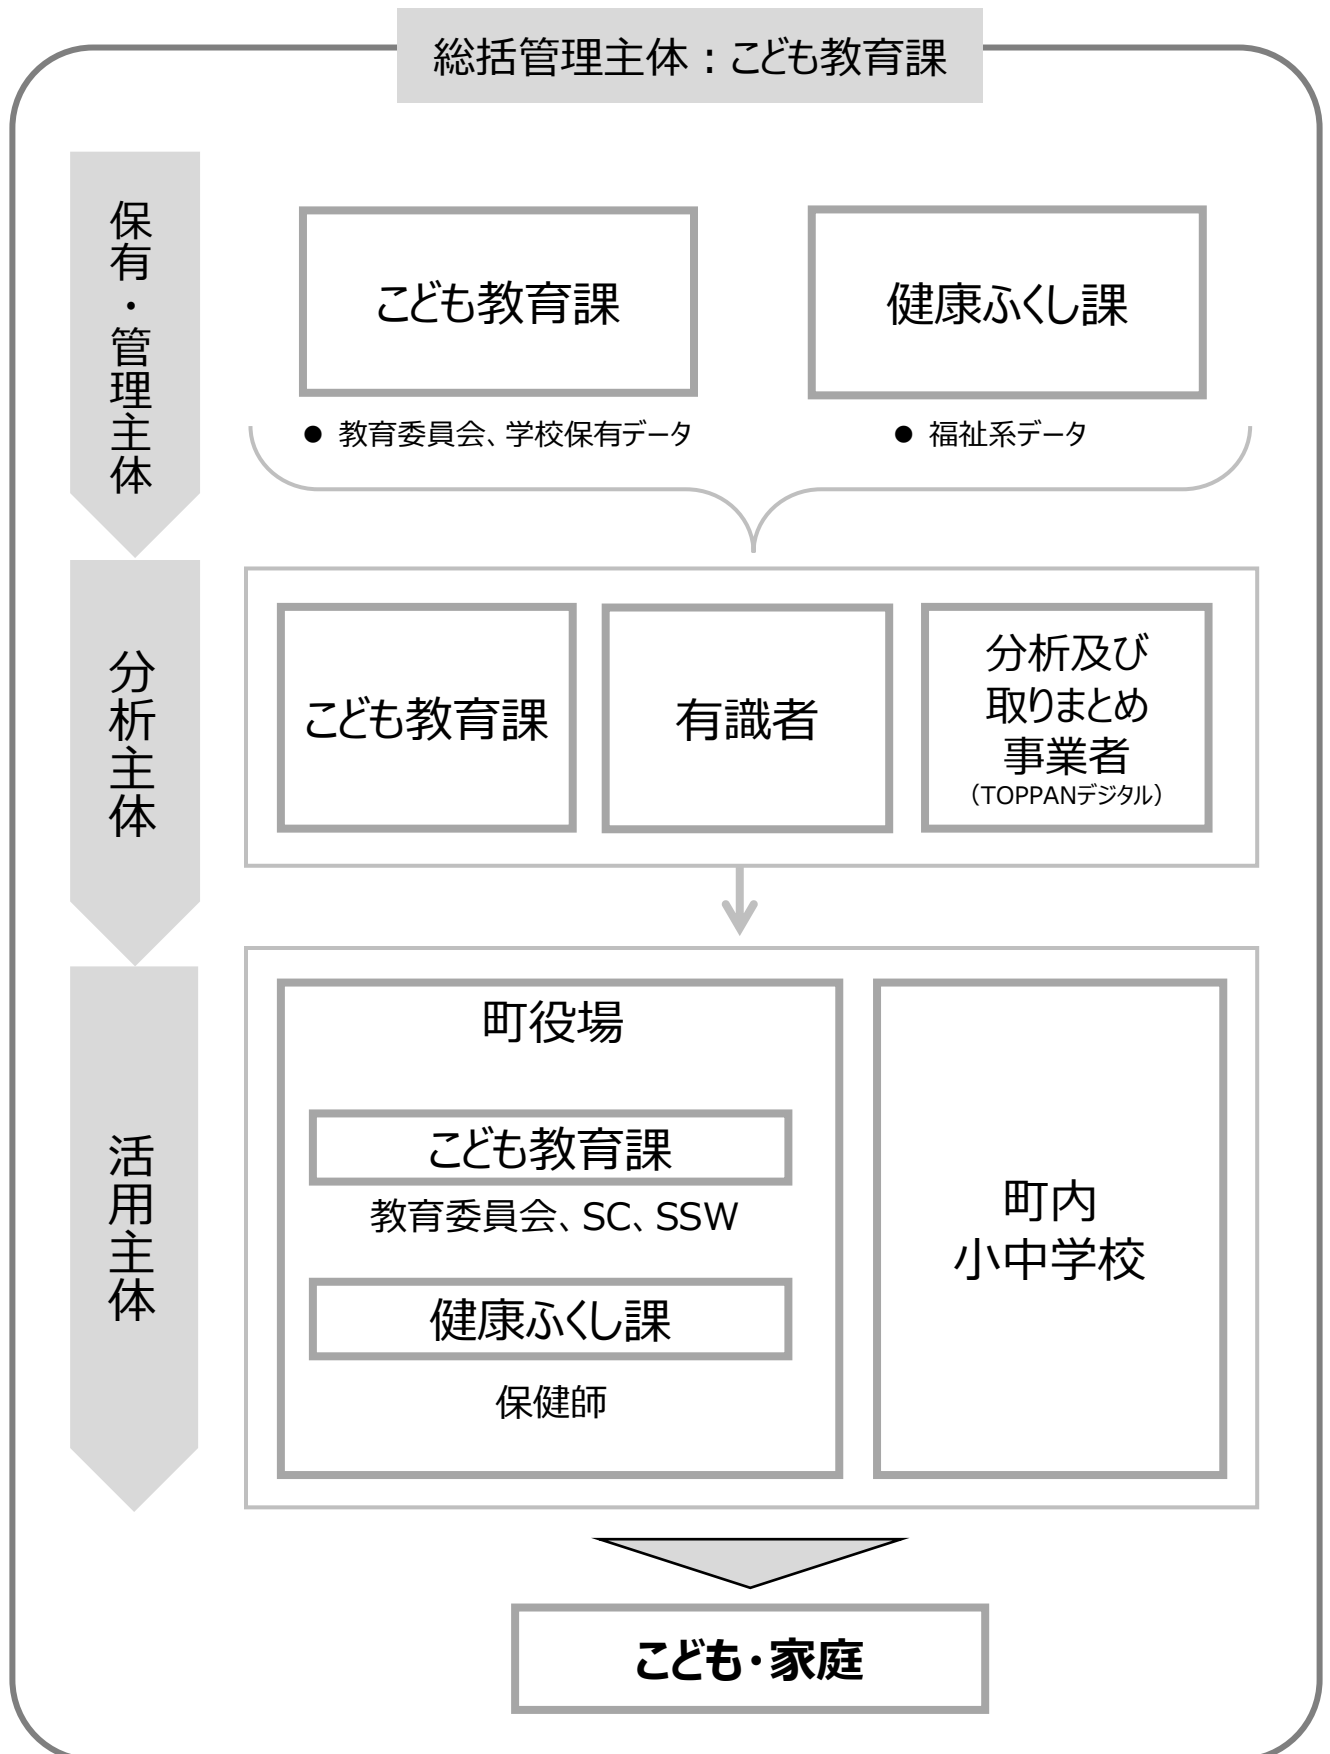 総括管理主体：こども教育課
保有・管理主体
こども教育課
健康ふくし課
● 教育委員会、学校保有データ
● 福祉系データ
分析主体
こども教育課
有識者
分析及び
取りまとめ
事業者
（TOPPANデジタル）
活用主体
町役場
こども教育課
教育委員会、SC、SSW
健康ふくし課
保健師
町内
小中学校
こども・家庭